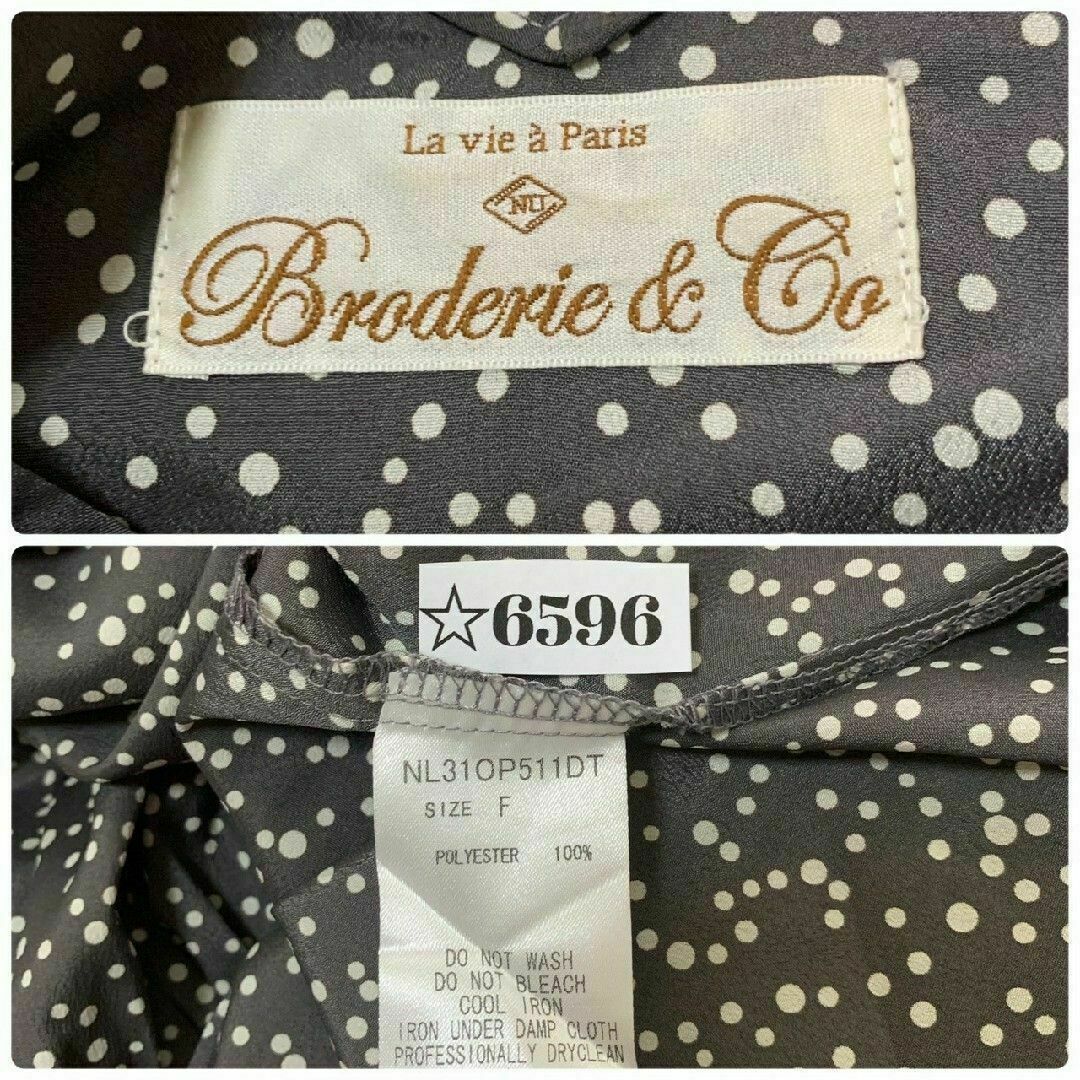 La vie à Paris
NLL
Broderie & Co
☆6596
NL31OP511DT
SIZE F
POLYESTER 100%
DO NOT WASH
DO NOT BLEACH
COOL IRON
IRON UNDER DAMP CLOTH
PROFESSIONALLY DRYCLEAN